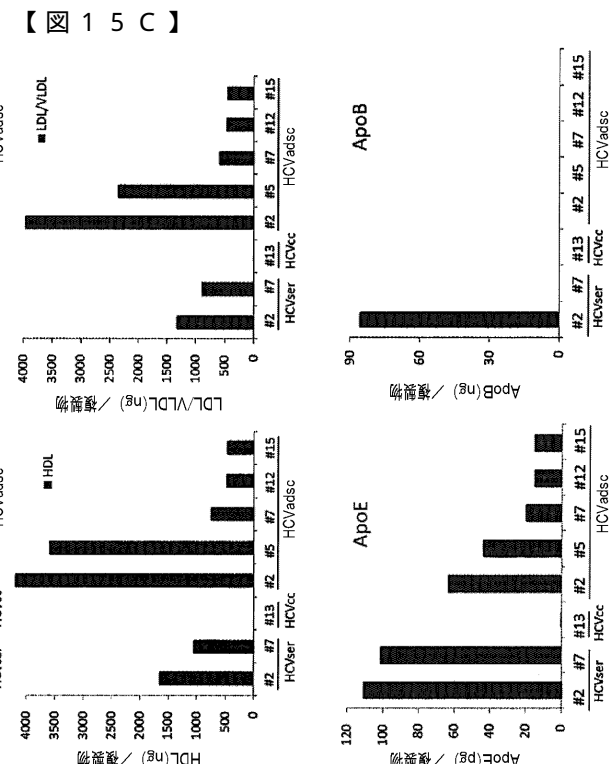 【図１５Ｃ】
HCVadsc
■ LDL/VLDL
LDL/VLDL(ng) ／ 複製物
4000
3500
3000
2500
2000
1500
1000
500
0
#2 #7 #13 #2 #5 #7 #12 #15
HCVser HCVcc HCVadsc
ApoB
ApoB(ng) ／ 複製物
90
60
30
0
#2 #7 #13 #2 #5 #7 #12 #15
HCVser HCVcc HCVadsc
HCVadsc
■ HDL
HDL(ng) ／ 複製物
4000
3500
3000
2500
2000
1500
1000
500
0
#2 #7 #13 #2 #5 #7 #12 #15
HCVser HCVcc HCVadsc
ApoE
ApoE(pg) ／ 複製物
120
100
80
60
40
20
0
#2 #7 #13 #2 #5 #7 #12 #15
HCVser HCVcc HCVadsc